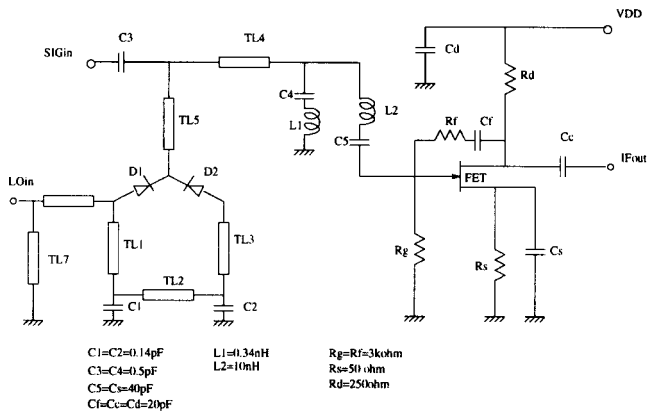 VDD
SIGin
C3
TL4
Cd
Rd
C4
L1
L2
TL5
C5
Rf
Cf
Cc
IFout
D1
D2
FET
LOin
TL7
TL1
TL3
TL2
C1
C2
Rg
Rs
Cs
C1=C2=0.14pF
C3=C4=0.5pF
C5=Cs=40pF
Cf=Cc=Cd=20pF
L1=0.34nH
L2=10nH
Rg=Rf=3kohm
Rs=50 ohm
Rd=250ohm